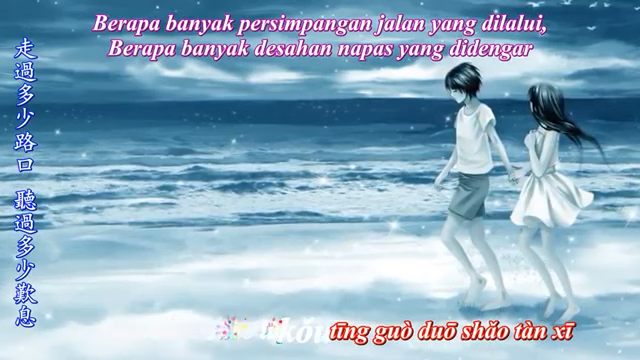 Berapa banyak persimpangan jalan yang dilalui,
Berapa banyak desahan napas yang didengar
走過多少路口 聽過多少歎息
kǒu tīng guò duō shǎo tàn xī